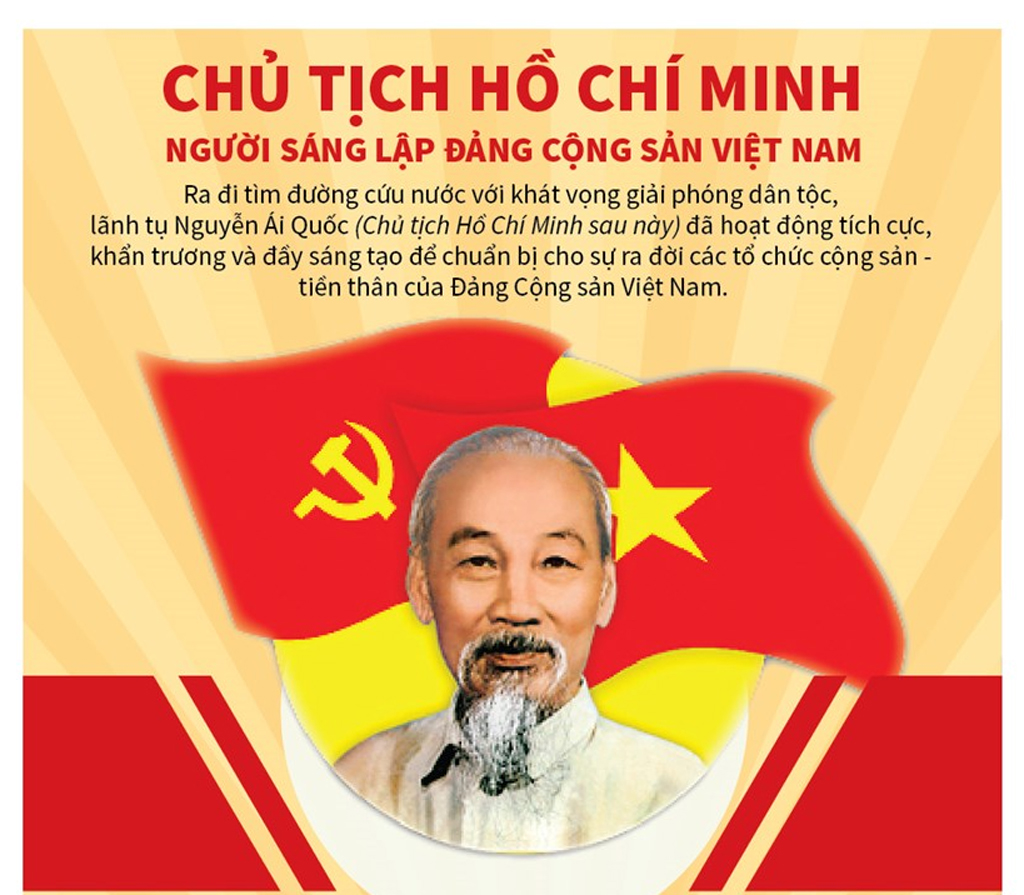 CHỦ TỊCH HỒ CHÍ MINH
NGƯỜI SÁNG LẬP ĐẢNG CỘNG SẢN VIỆT NAM
Ra đi tìm đường cứu nước với khát vọng giải phóng dân tộc,
lãnh tụ Nguyễn Ái Quốc (Chủ tịch Hồ Chí Minh sau này) đã hoạt động tích cực,
khẩn trương và đầy sáng tạo để chuẩn bị cho sự ra đời các tổ chức cộng sản -
tiền thân của Đảng Cộng sản Việt Nam.